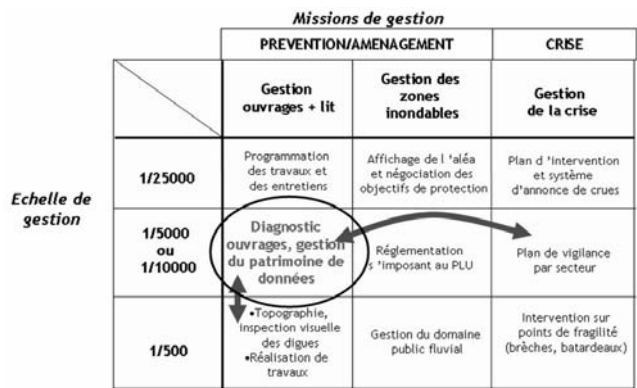 Missions de gestion
PREVENTION/AMENAGEMENT
CRISE
Gestion
ouvrages + lit
Gestion des
zones
inondables
Gestion
de la crise
Echelle de
gestion
1/25000
Programmation
des travaux et
des entretiens
Affichage de l 'aléa
et négociation des
objectifs de protection
Plan d 'intervention
et système
d'annonce de crues
1/5000
ou
1/10000
Diagnostic
ouvrages, gestion
du patrimoine de
données
Réglementation
s 'imposant au PLU
Plan de vigilance
par secteur
1/500
•Topographie,
inspection visuelle
des digues
•Réalisation de
travaux
Gestion du domaine
public fluvial
Intervention sur
points de fragilité
(brèches, batardeaux)